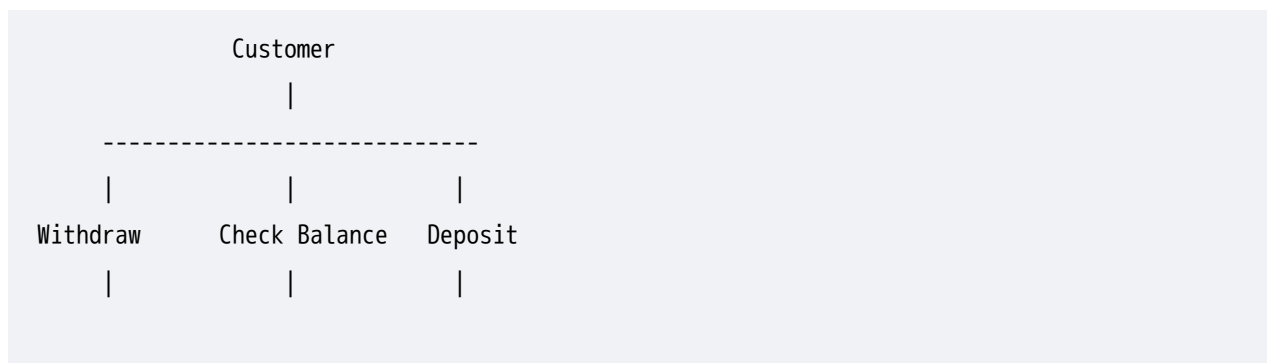 Customer
|
-----------------------------
| | |
Withdraw Check Balance Deposit
| | |